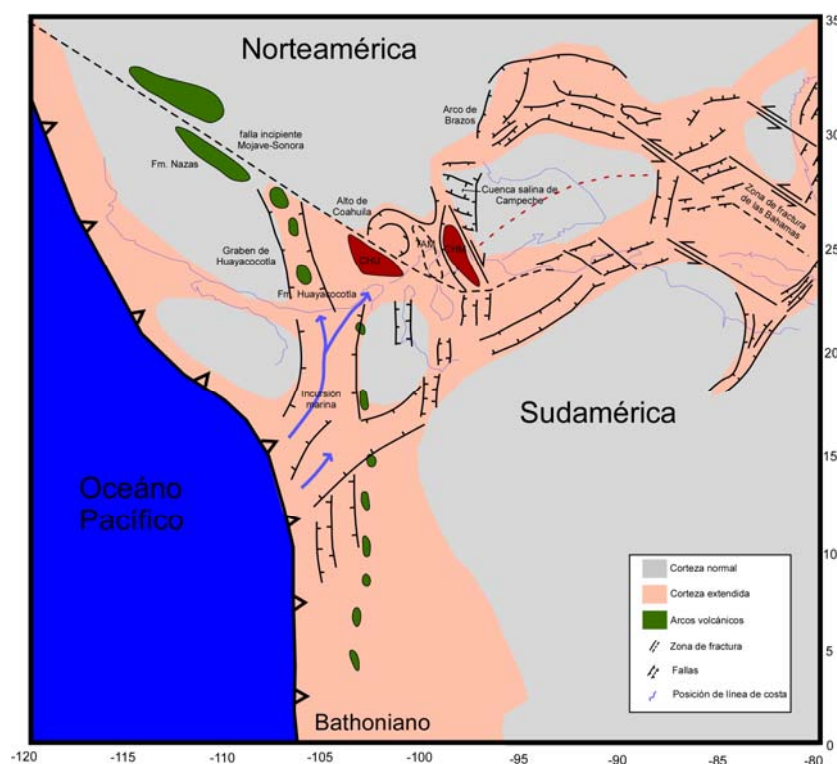 Norteamérica
35
Arco de
Brazos
30
falla incipiente
Mojave-Sonora
Fm. Nazas
Cuenca salina de
Campeche
Alto de
Coahuila
Zona de fractura
de las Bahamas
TAM
CHM
25
Graben de
Huayacocotla
CHU
Fm. Huayacocotla
20
Incursión
marina
Sudamérica
15
Oceáno
Pacífico
10
Corteza normal
Corteza extendida
Arcos volcánicos
Zona de fractura
5
Fallas
Posición de línea de costa
Bathoniano
0
-120
-115
-110
-105
-100
-95
-90
-85
-80